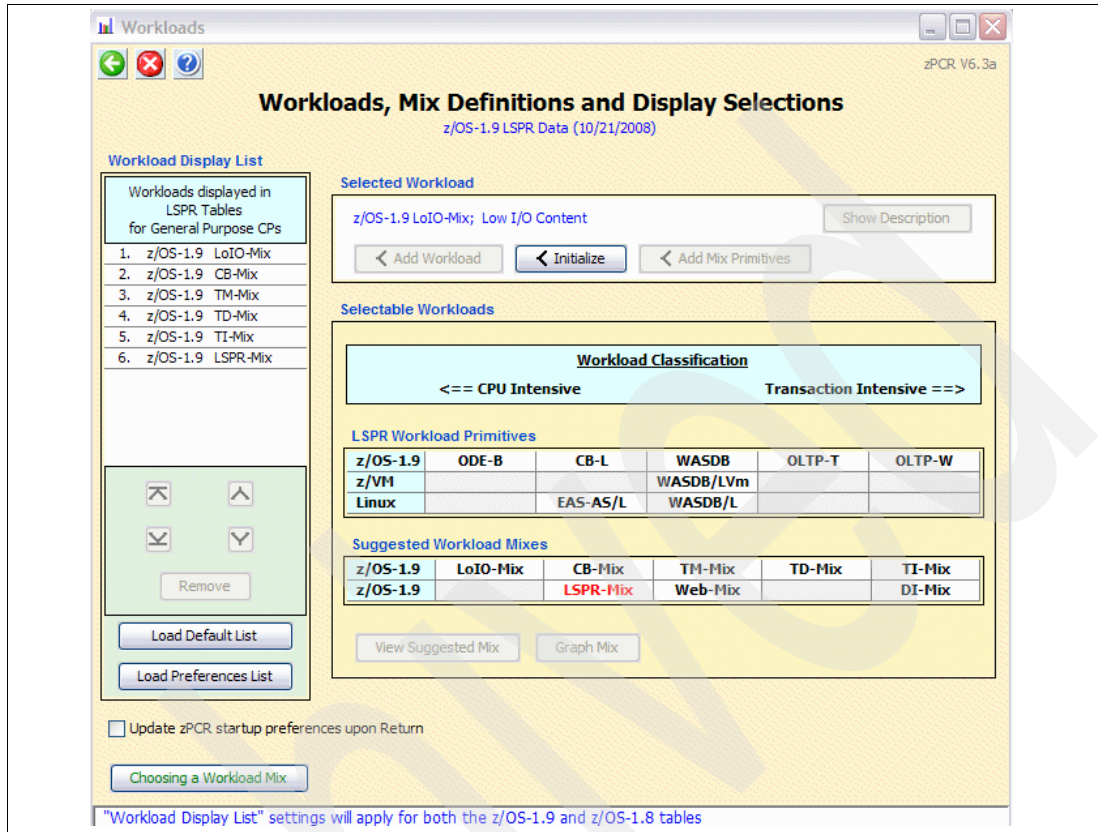 Workloads
zPCR V6.3a
Workloads, Mix Definitions and Display Selections
z/OS-1.9 LSPR Data (10/21/2008)
Workload Display List
Workloads displayed in
LSPR Tables
for General Purpose CPs
1. z/OS-1.9 LoIO-Mix
2. z/OS-1.9 CB-Mix
3. z/OS-1.9 TM-Mix
4. z/OS-1.9 TD-Mix
5. z/OS-1.9 TI-Mix
6. z/OS-1.9 LSPR-Mix
Remove
Load Default List
Load Preferences List
Selected Workload
z/OS-1.9 LoIO-Mix; Low I/O Content
Show Description
Add Workload
Initialize
Add Mix Primitives
Selectable Workloads
Workload Classification
<== CPU Intensive Transaction Intensive ==>
LSPR Workload Primitives
z/OS-1.9 ODE-B CB-L WASDB OLTP-T OLTP-W
z/VM WASDB/LVm
Linux EAS-AS/L WASDB/L
Suggested Workload Mixes
z/OS-1.9 LoIO-Mix CB-Mix TM-Mix TD-Mix TI-Mix
z/OS-1.9 LSPR-Mix Web-Mix DI-Mix
View Suggested Mix Graph Mix
Update zPCR startup preferences upon Return
Choosing a Workload Mix
"Workload Display List" settings will apply for both the z/OS-1.9 and z/OS-1.8 tables